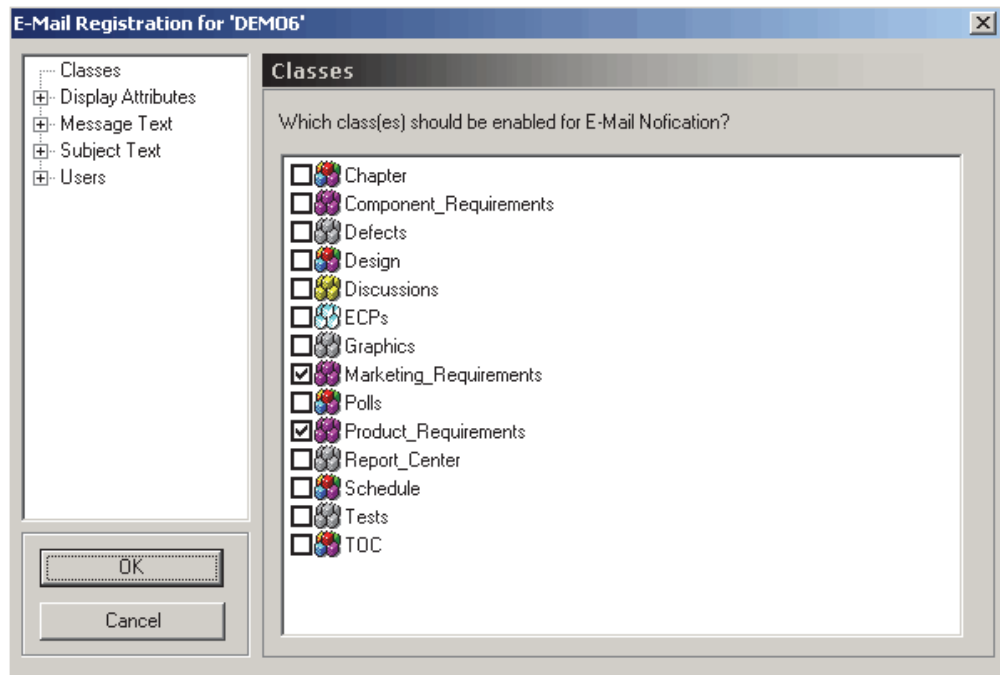 E-Mail Registration for 'DEMO6'
Classes
Display Attributes
Message Text
Subject Text
Users
OK
Cancel
Classes
Which class(es) should be enabled for E-Mail Nofication?
Chapter
Component_Requirements
Defects
Design
Discussions
ECPs
Graphics
Marketing_Requirements
Polls
Product_Requirements
Report_Center
Schedule
Tests
TOC